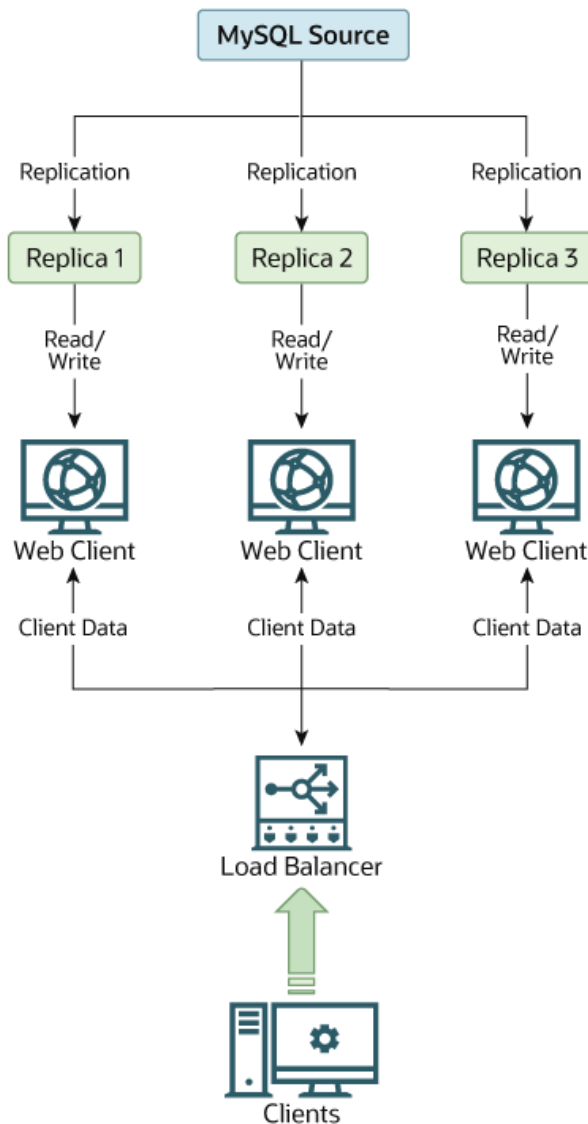 MySQL Source
Replication
Replication
Replication
Replica 1
Replica 2
Replica 3
Read/
Write
Read/
Write
Read/
Write
Web Client
Web Client
Web Client
Client Data
Client Data
Client Data
Load Balancer
Clients